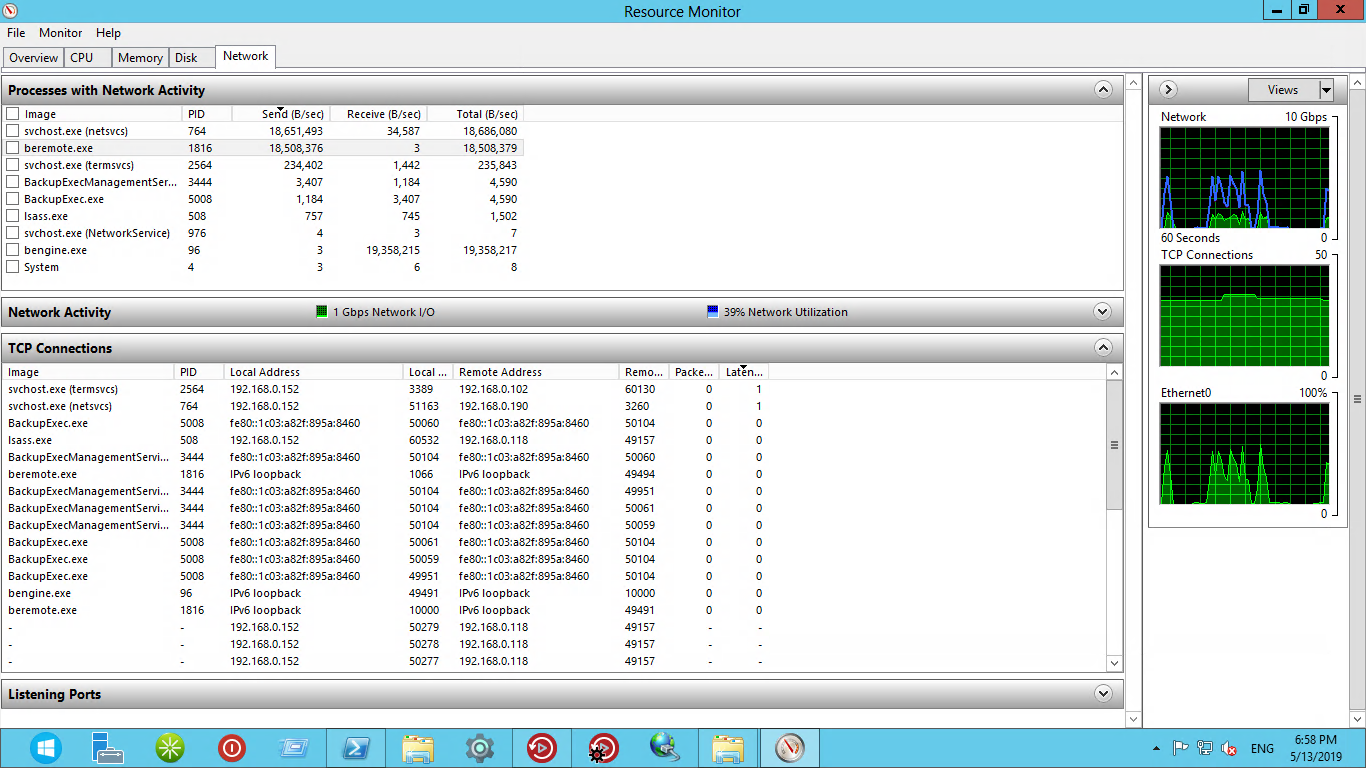 Resource Monitor
File Monitor Help
Overview CPU Memory Disk Network
Processes with Network Activity
Image PID Send (B/sec) Receive (B/sec) Total (B/sec)
svchost.exe (netsvcs) 764 18,651,493 34,587 18,686,080
beremote.exe 1816 18,508,376 3 18,508,379
svchost.exe (termsvcs) 2564 234,402 1,442 235,843
BackupExecManagementSer... 3444 3,407 1,184 4,590
BackupExec.exe 5008 1,184 3,407 4,590
lsass.exe 508 757 745 1,502
svchost.exe (NetworkService) 976 4 3 7
bengine.exe 96 3 19,358,215 19,358,217
System 4 3 6 8
Network Activity 1 Gbps Network I/O 39% Network Utilization
TCP Connections
Image PID Local Address Local ... Remote Address Remo... Packe... Laten...
svchost.exe (termsvcs) 2564 192.168.0.152 3389 192.168.0.102 60130 0 1
svchost.exe (netsvcs) 764 192.168.0.152 51163 192.168.0.190 3260 0 1
BackupExec.exe 5008 fe80::1c03:a82f:895a:8460 50060 fe80::1c03:a82f:895a:8460 50104 0 0
lsass.exe 508 192.168.0.152 60532 192.168.0.118 49157 0 0
BackupExecManagementServi... 3444 fe80::1c03:a82f:895a:8460 50104 fe80::1c03:a82f:895a:8460 50060 0 0
beremote.exe 1816 IPv6 loopback 1066 IPv6 loopback 49494 0 0
BackupExecManagementServi... 3444 fe80::1c03:a82f:895a:8460 50104 fe80::1c03:a82f:895a:8460 49951 0 0
BackupExecManagementServi... 3444 fe80::1c03:a82f:895a:8460 50104 fe80::1c03:a82f:895a:8460 50061 0 0
BackupExecManagementServi... 3444 fe80::1c03:a82f:895a:8460 50104 fe80::1c03:a82f:895a:8460 50059 0 0
BackupExec.exe 5008 fe80::1c03:a82f:895a:8460 50061 fe80::1c03:a82f:895a:8460 50104 0 0
BackupExec.exe 5008 fe80::1c03:a82f:895a:8460 50059 fe80::1c03:a82f:895a:8460 50104 0 0
BackupExec.exe 5008 fe80::1c03:a82f:895a:8460 49951 fe80::1c03:a82f:895a:8460 50104 0 0
bengine.exe 96 IPv6 loopback 49491 IPv6 loopback 10000 0 0
beremote.exe 1816 IPv6 loopback 10000 IPv6 loopback 49491 0 0
- - 192.168.0.152 50279 192.168.0.118 49157 - -
- - 192.168.0.152 50278 192.168.0.118 49157 - -
- - 192.168.0.152 50277 192.168.0.118 49157 - -
Listening Ports
Views
Network 10 Gbps
60 Seconds 0
TCP Connections 50
0
Ethernet0 100%
0
ENG
6:58 PM
5/13/2019